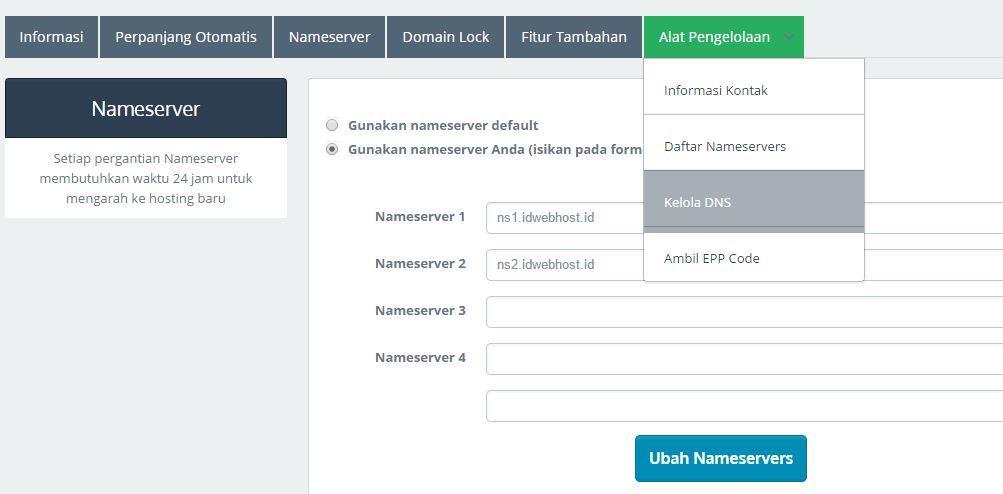 Informasi
Perpanjang Otomatis
Nameserver
Domain Lock
Fitur Tambahan
Alat Pengelolaan
Informasi Kontak
Daftar Nameservers
Kelola DNS
Ambil EPP Code
Nameserver
Setiap pergantian Nameserver
membutuhkan waktu 24 jam untuk
mengarah ke hosting baru
Gunakan nameserver default
Gunakan nameserver Anda (isikan pada form
Nameserver 1
ns1.idwebhost.id
Nameserver 2
ns2.idwebhost.id
Nameserver 3
Nameserver 4
Ubah Nameservers